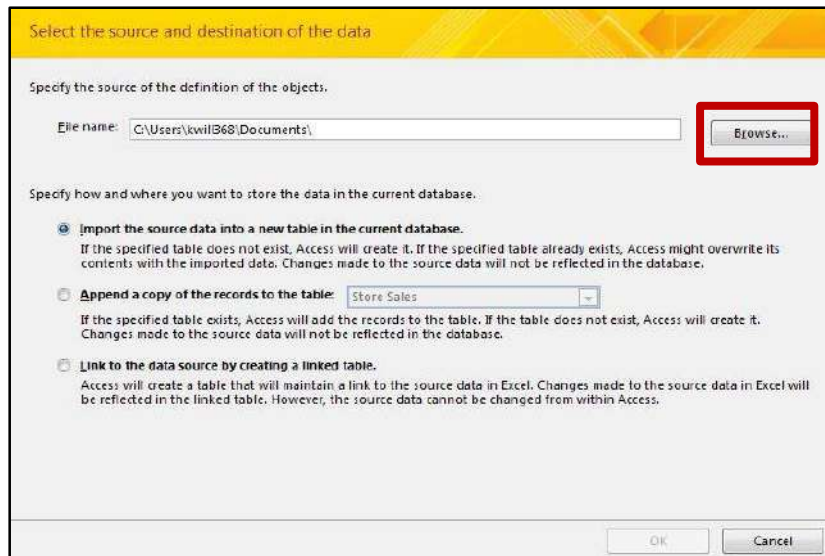 Select the source and destination of the data
Specify the source of the definition of the objects.
File name: C:\Users\kwill368\Documents\ Browse...
Specify how and where you want to store the data in the current database.
Import the source data into a new table in the current database.
If the specified table does not exist, Access will create it. If the specified table already exists, Access might overwrite its
contents with the imported data. Changes made to the source data will not be reflected in the database.
Append a copy of the records to the table: Store Sales
If the specified table exists, Access will add the records to the table. If the table does not exist, Access will create it.
Changes made to the source data will not be reflected in the database.
Link to the data source by creating a linked table.
Access will create a table that will maintain a link to the source data in Excel. Changes made to the source data in Excel will
be reflected in the linked table. However, the source data cannot be changed from within Access.
OK Cancel